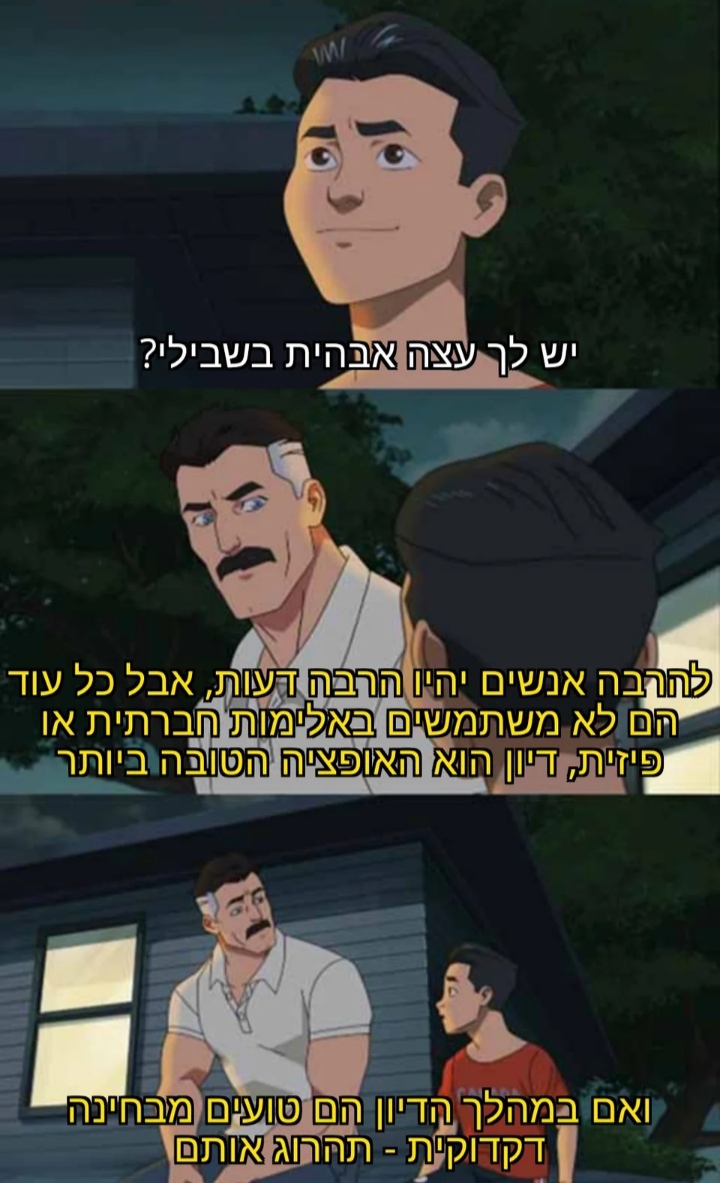 יש לך עצה אבהית בשבילי?
להרבה אנשים יהיו הרבה דעות, אבל כל עוד
הם לא משתמשים באלימות חברתית או
פיזית, דיון הוא האופציה הטובה ביותר
ואם במהלך הדיון הם טועים מבחינה
דקדוקית - תהרוג אותם